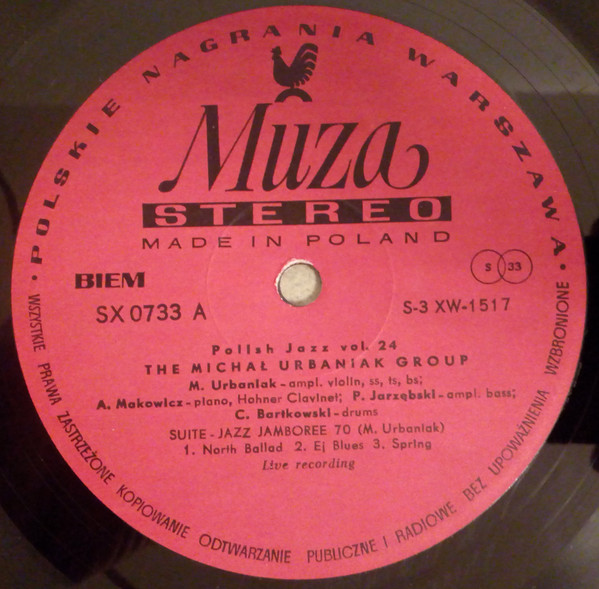 • POLSKIE NAGRANIA WARSZAWA •
Muza
STEREO
MADE IN POLAND
BIEM
S 33
SX 0733 A
S-3 XW-1517
Polish Jazz vol. 24
THE MICHAŁ URBANIAK GROUP
M. Urbaniak-ampl. violin, ss, ts, bs;
A. Makowicz-piano, Hohner Clavinet; P. Jarzębski-ampl. bass;
C. Bartkowski-drums
SUITE-JAZZ JAMBOREE 70 (M. Urbaniak)
1. North Ballad 2. Ej Blues 3. Spring
Live recording
WSZYSTKIE PRAWA ZASTRZEŻONE KOPIOWANIE ODTWARZANIE PUBLICZNE I RADIOWE BEZ UPOWAŻNIENIA WZBRONIONE